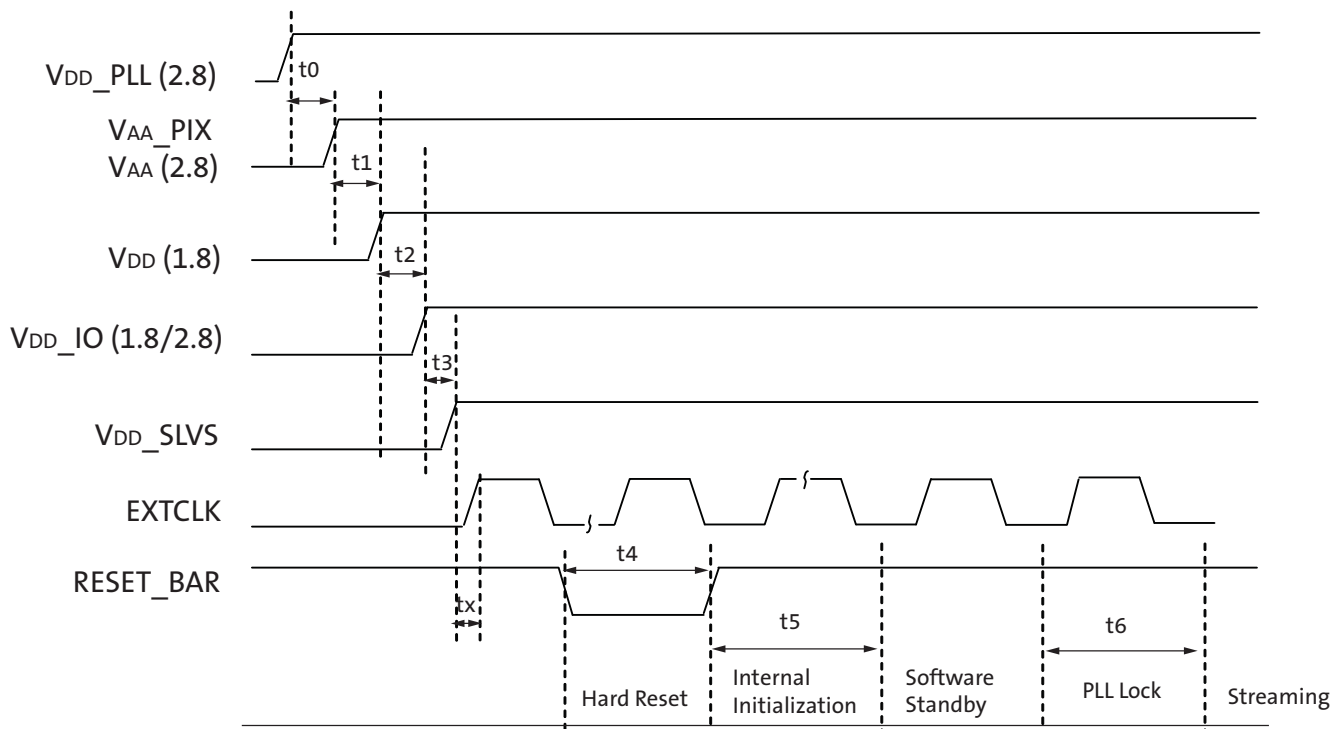 VDD_PLL (2.8)
t0
VAA_PIX
VAA (2.8)
t1
VDD (1.8)
t2
VDD_IO (1.8/2.8)
t3
VDD_SLVS
EXTCLK
RESET_BAR
t4
tx
t5
t6
Hard Reset
Internal
Initialization
Software
Standby
PLL Lock
Streaming